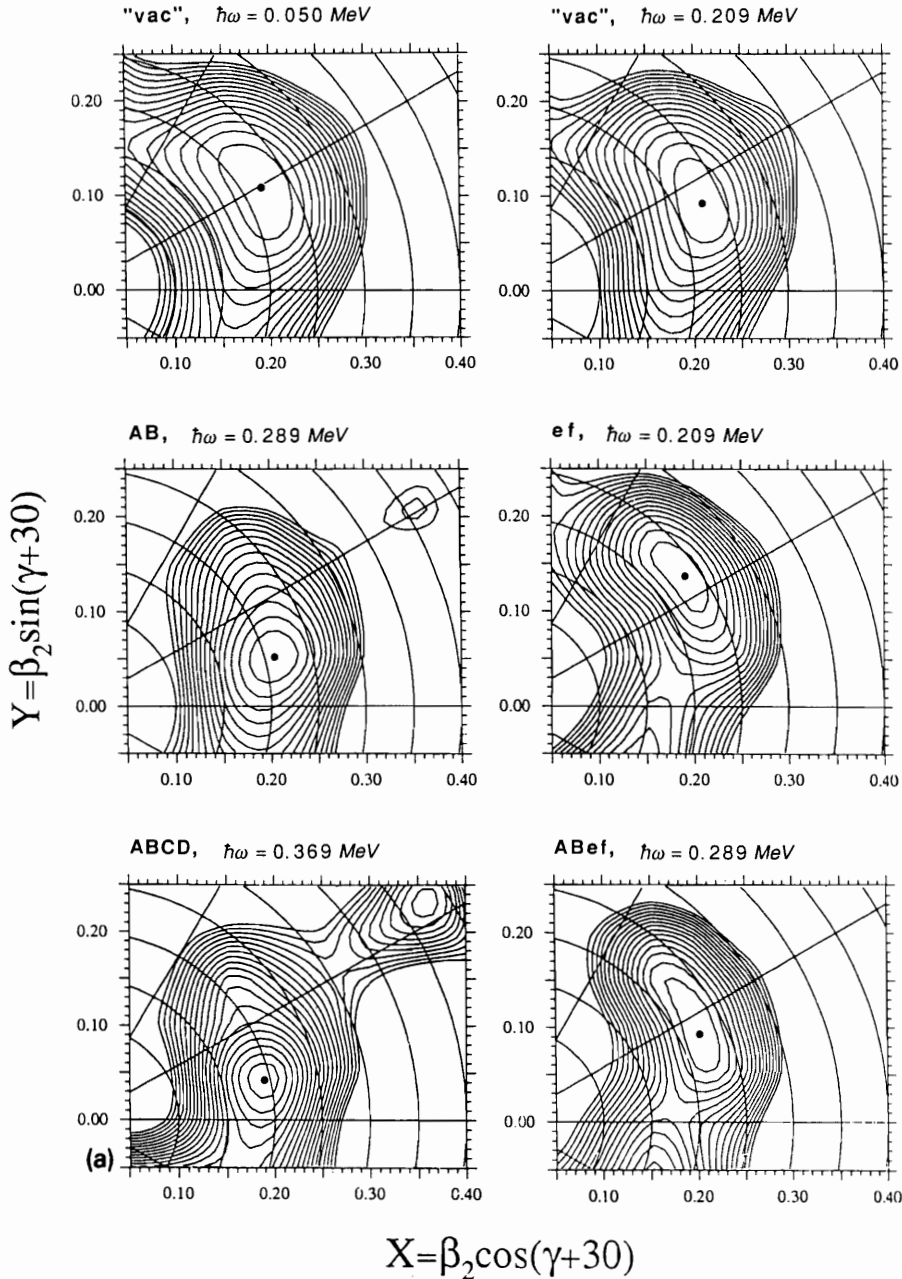 "vac", ħω = 0.050 MeV
"vac", ħω = 0.209 MeV
0.20
0.10
0.00
0.10 0.20 0.30 0.40
0.20
0.10
0.00
0.10 0.20 0.30 0.40
AB, ħω = 0.289 MeV
ef, ħω = 0.209 MeV
0.20
0.10
0.00
0.10 0.20 0.30 0.40
0.20
0.10
0.00
0.10 0.20 0.30 0.40
Y=β₂sin(γ+30)
ABCD, ħω = 0.369 MeV
ABef, ħω = 0.289 MeV
0.20
0.10
0.00
(a)
0.10 0.20 0.30 0.40
0.20
0.10
0.00
0.10 0.20 0.30 0.40
X=β₂cos(γ+30)